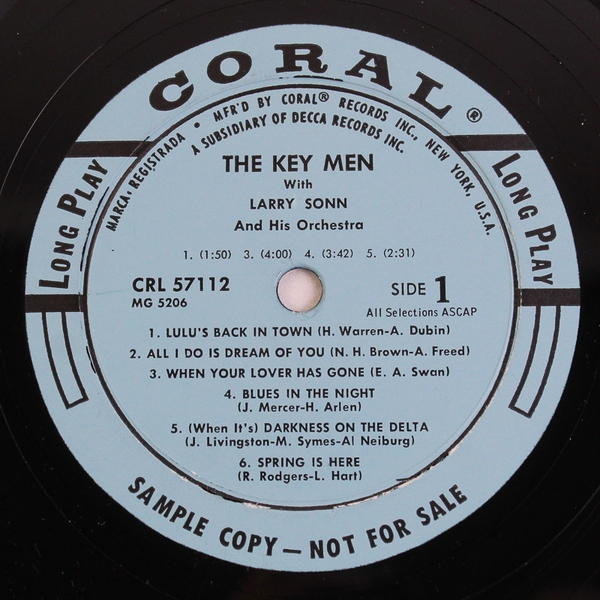 CORAL®
MARCA REGISTRADA • MFR'D BY CORAL® RECORDS INC., NEW YORK, U.S.A.
A SUBSIDIARY OF DECCA RECORDS INC.
LONG PLAY
LONG PLAY
THE KEY MEN
With
LARRY SONN
And His Orchestra
1. (1:50) 3. (4:00) 4. (3:42) 5. (2:31)
CRL 57112
MG 5206
SIDE 1
All Selections ASCAP
1. LULU'S BACK IN TOWN (H. Warren-A. Dubin)
2. ALL I DO IS DREAM OF YOU (N. H. Brown-A. Freed)
3. WHEN YOUR LOVER HAS GONE (E. A. Swan)
4. BLUES IN THE NIGHT
(J. Mercer-H. Arlen)
5. (When It's) DARKNESS ON THE DELTA
(J. Livingston-M. Symes-Al Neiburg)
6. SPRING IS HERE
(R. Rodgers-L. Hart)
SAMPLE COPY — NOT FOR SALE